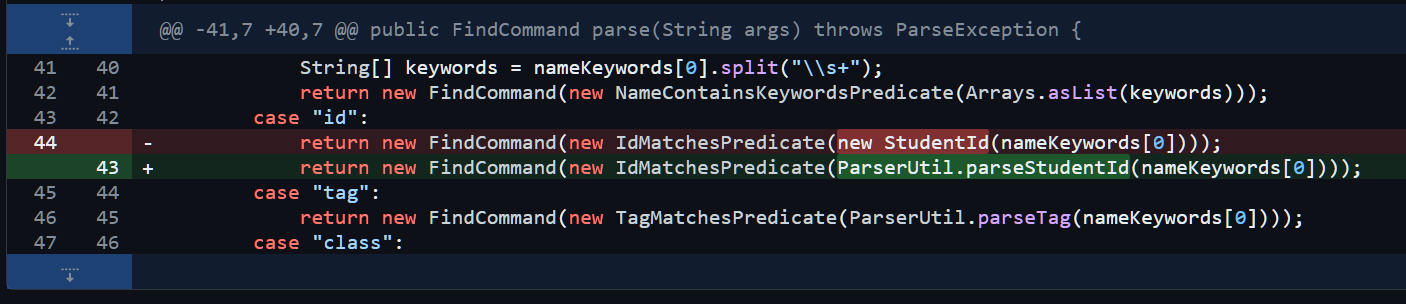 @@ -41,7 +40,7 @@ public FindCommand parse(String args) throws ParseException {
41 40 String[] keywords = nameKeywords[0].split("\\s+");
42 41 return new FindCommand(new NameContainsKeywordsPredicate(Arrays.asList(keywords)));
43 42 case "id":
44 - return new FindCommand(new IdMatchesPredicate(new StudentId(nameKeywords[0])));
43 + return new FindCommand(new IdMatchesPredicate(ParserUtil.parseStudentId(nameKeywords[0])));
45 44 case "tag":
46 45 return new FindCommand(new TagMatchesPredicate(ParserUtil.parseTag(nameKeywords[0])));
47 46 case "class":